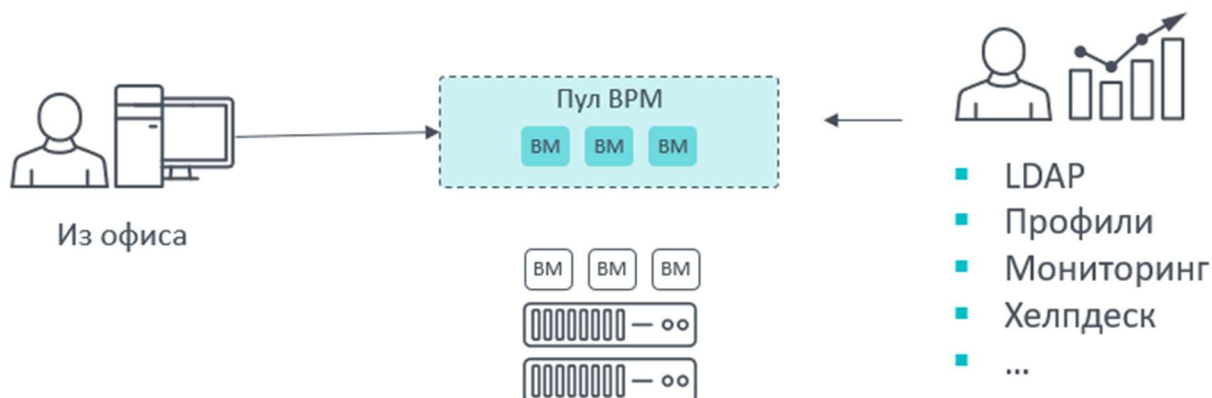 Пул ВРМ
ВМ ВМ ВМ
Из офиса
ВМ ВМ ВМ
LDAP
Профили
Мониторинг
Хелпдеск
...